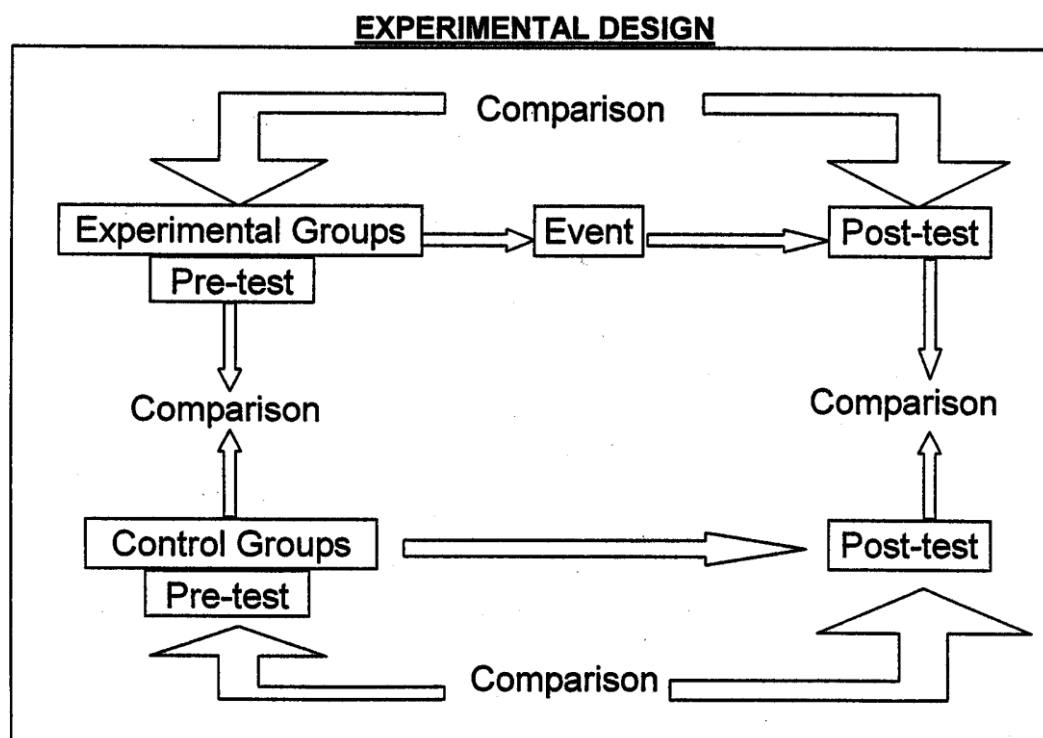 EXPERIMENTAL DESIGN
Comparison
Experimental Groups
Event
Post-test
Pre-test
Comparison
Comparison
Control Groups
Post-test
Pre-test
Comparison